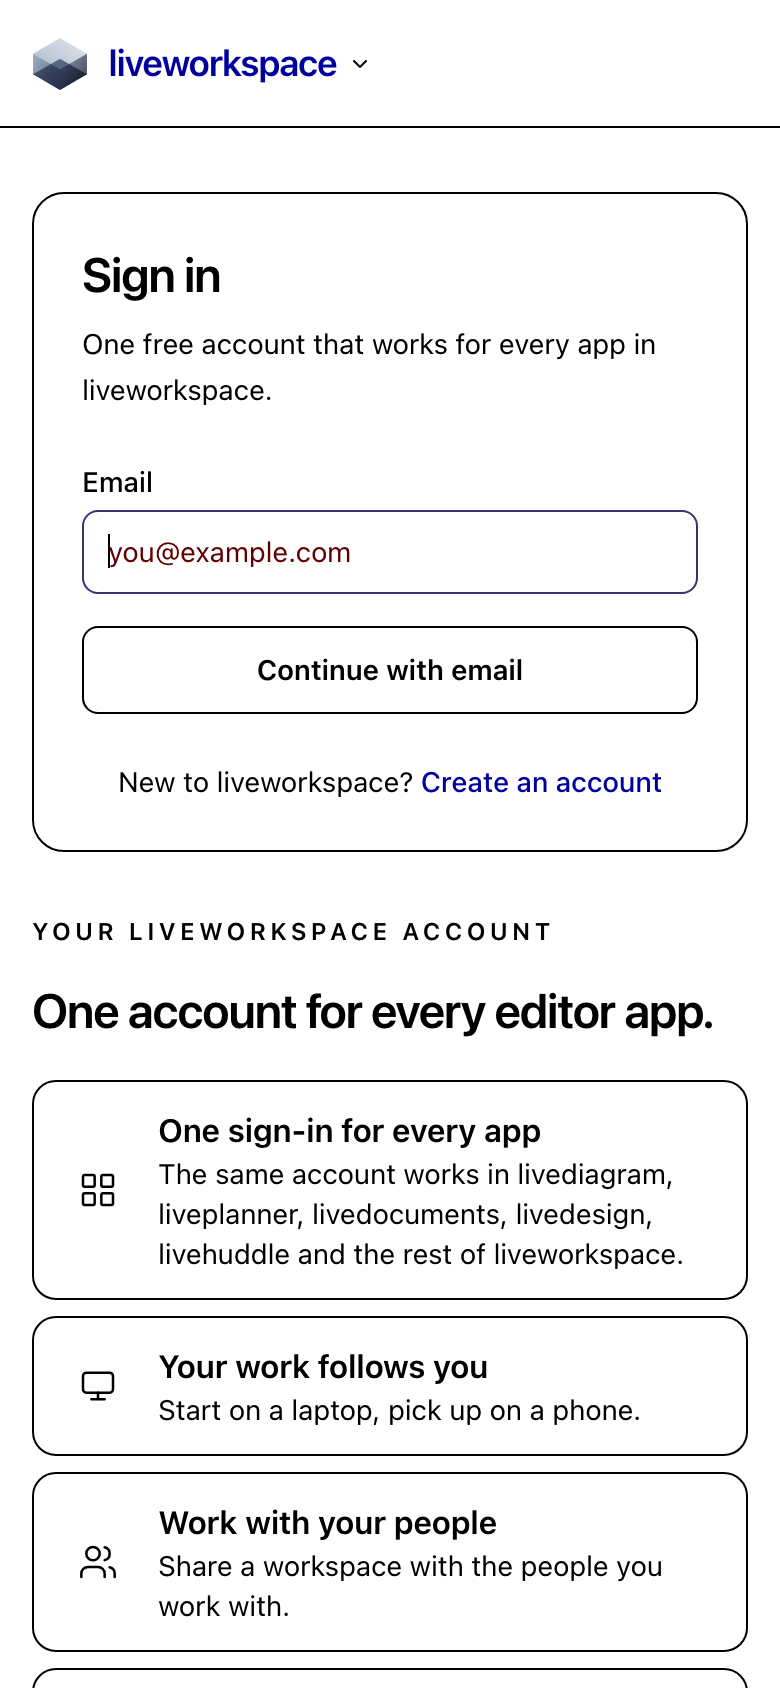 liveworkspace
Sign in
One free account that works for every app in
liveworkspace.
Email
you@example.com
Continue with email
New to liveworkspace? Create an account
YOUR LIVEWORKSPACE ACCOUNT
One account for every editor app.
One sign-in for every app
The same account works in livediagram,
liveplanner, livedocuments, livedesign,
livehuddle and the rest of liveworkspace.
Your work follows you
Start on a laptop, pick up on a phone.
Work with your people
Share a workspace with the people you
work with.